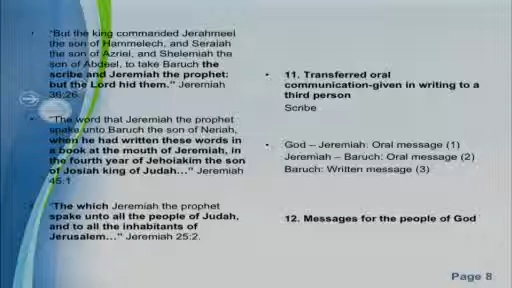 "But the king commanded Jerahmeel
the son of Hammelech, and Seraiah
the son of Azriel, and Shelemiah the
son of Abdeel, to take Baruch the
scribe and Jeremiah the prophet:
but the Lord hid them." Jeremiah
36:26.
"The word that Jeremiah the prophet
spake unto Baruch the son of Neriah,
when he had written these words in
a book at the mouth of Jeremiah, in
the fourth year of Jehoiakim the son
of Josiah king of Judah…" Jeremiah
45:1
"The which Jeremiah the prophet
spake unto all the people of Judah,
and to all the inhabitants of
Jerusalem…" Jeremiah 25:2.
11. Transferred oral
communication-given in writing to a
third person
Scribe
God – Jeremiah: Oral message (1)
Jeremiah – Baruch: Oral message (2)
Baruch: Written message (3)
12. Messages for the people of God
Page 8